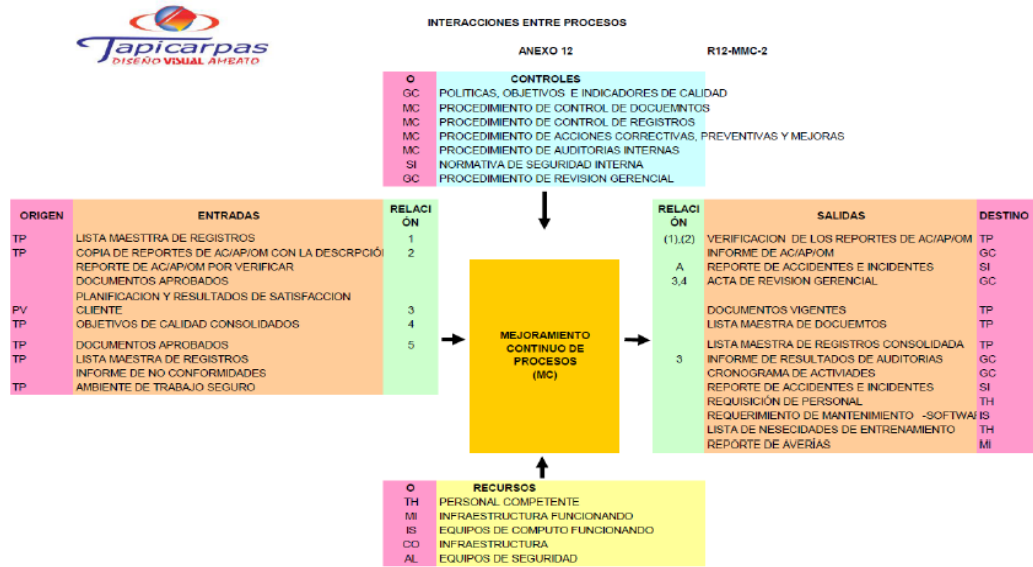 Tapicarpas
DISEÑO VISUAL AMBATO
INTERACCIONES ENTRE PROCESOS
ANEXO 12 R12-MMC-2
O CONTROLES
GC POLITICAS, OBJETIVOS E INDICADORES DE CALIDAD
MC PROCEDIMIENTO DE CONTROL DE DOCUEMNTOS
MC PROCEDIMIENTO DE CONTROL DE REGISTROS
MC PROCEDIMIENTO DE ACCIONES CORRECTIVAS, PREVENTIVAS Y MEJORAS
MC PROCEDIMIENTO DE AUDITORIAS INTERNAS
SI NORMATIVA DE SEGURIDAD INTERNA
GC PROCEDIMIENTO DE REVISION GERENCIAL
ORIGEN ENTRADAS RELACI
ÓN
TP LISTA MAESTTRA DE REGISTROS 1
TP COPIA DE REPORTES DE AC/AP/OM CON LA DESCRPCIÓ 2
REPORTE DE AC/AP/OM POR VERIFICAR
DOCUMENTOS APROBADOS
PLANIFICACION Y RESULTADOS DE SATISFACCION
PV CLIENTE 3
TP OBJETIVOS DE CALIDAD CONSOLIDADOS 4
TP DOCUMENTOS APROBADOS 5
TP LISTA MAESTRA DE REGISTROS
INFORME DE NO CONFORMIDADES
TP AMBIENTE DE TRABAJO SEGURO
MEJORAMIENTO
CONTINUO DE
PROCESOS
(MC)
RELACI
ÓN SALIDAS DESTINO
(1),(2) VERIFICACION DE LOS REPORTES DE AC/AP/OM TP
INFORME DE AC/AP/OM GC
A REPORTE DE ACCIDENTES E INCIDENTES SI
3,4 ACTA DE REVISION GERENCIAL GC
DOCUMENTOS VIGENTES TP
LISTA MAESTRA DE DOCUEMTOS TP
LISTA MAESTRA DE REGISTROS CONSOLIDADA TP
3 INFORME DE RESULTADOS DE AUDITORIAS GC
CRONOGRAMA DE ACTIVIADES GC
REPORTE DE ACCIDENTES E INCIDENTES SI
REQUISICIÓN DE PERSONAL TH
REQUERIMIENTO DE MANTENIMIENTO -SOFTWAR IS
LISTA DE NESECIDADES DE ENTRENAMIENTO TH
REPORTE DE AVERÍAS MI
O RECURSOS
TH PERSONAL COMPETENTE
MI INFRAESTRUCTURA FUNCIONANDO
IS EQUIPOS DE COMPUTO FUNCIONANDO
CO INFRAESTRUCTURA
AL EQUIPOS DE SEGURIDAD